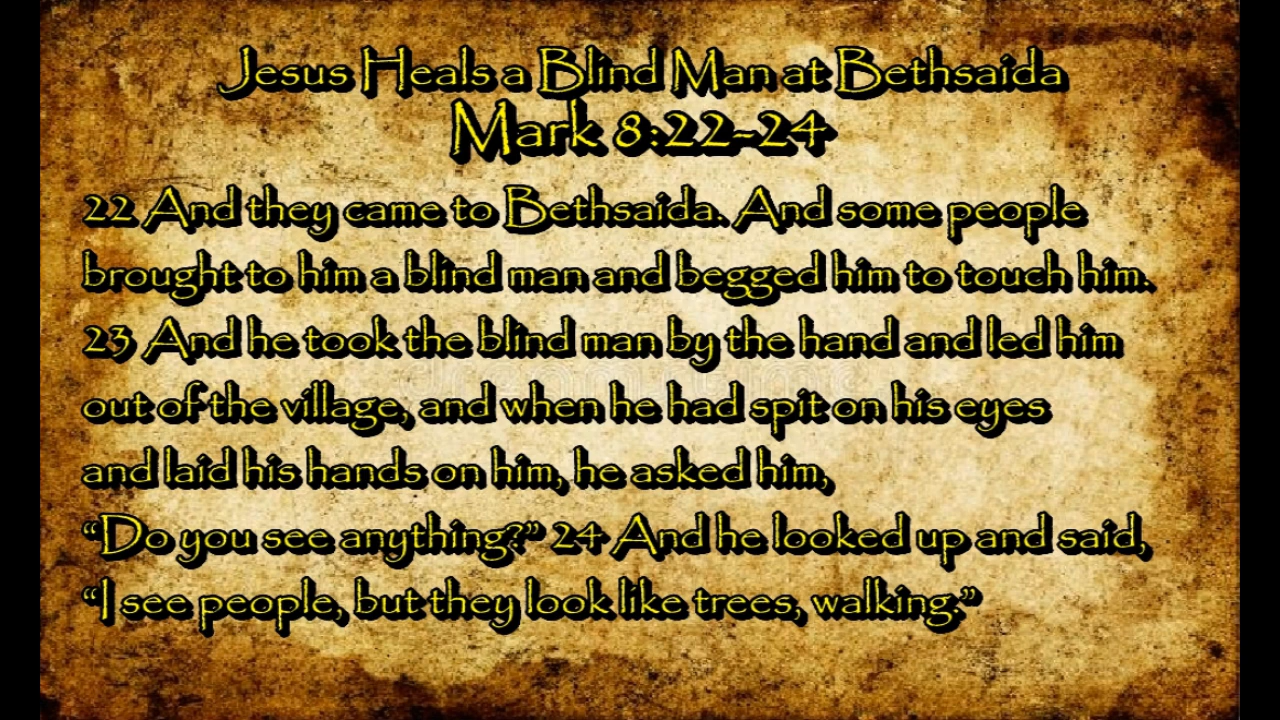 Jesus Heals a Blind Man at Bethsaida
Mark 8:22-24
22 And they came to Bethsaida. And some people
brought to him a blind man and begged him to touch him.
23 And he took the blind man by the hand and led him
out of the village, and when he had spit on his eyes
and laid his hands on him, he asked him,
“Do you see anything?” 24 And he looked up and said,
“I see people, but they look like trees, walking.”